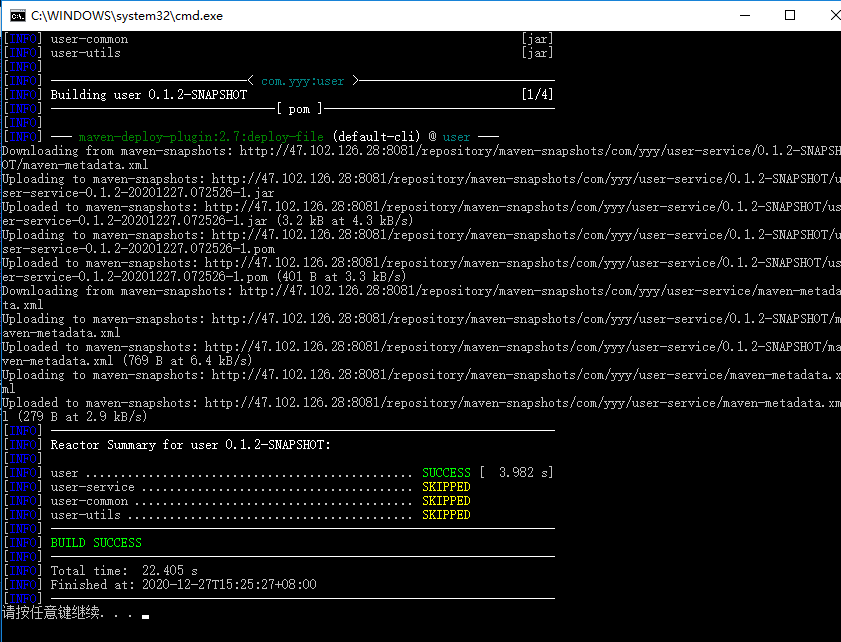 C:\WINDOWS\system32\cmd.exe
[INFO] user-common [jar]
[INFO] user-utils [jar]
[INFO]
[INFO] ----------------------------< com.yyy:user >----------------------------
[INFO] Building user 0.1.2-SNAPSHOT [1/4]
[INFO] --------------------------------[ pom ]---------------------------------
[INFO]
[INFO] --- maven-deploy-plugin:2.7:deploy-file (default-cli) @ user ---
Downloading from maven-snapshots: http://47.102.126.28:8081/repository/maven-snapshots/com/yyy/user-service/0.1.2-SNAPSH
OT/maven-metadata.xml
Uploading to maven-snapshots: http://47.102.126.28:8081/repository/maven-snapshots/com/yyy/user-service/0.1.2-SNAPSHOT/u
ser-service-0.1.2-20201227.072526-1.jar
Uploaded to maven-snapshots: http://47.102.126.28:8081/repository/maven-snapshots/com/yyy/user-service/0.1.2-SNAPSHOT/us
er-service-0.1.2-20201227.072526-1.jar (3.2 kB at 4.3 kB/s)
Uploading to maven-snapshots: http://47.102.126.28:8081/repository/maven-snapshots/com/yyy/user-service/0.1.2-SNAPSHOT/u
ser-service-0.1.2-20201227.072526-1.pom
Uploaded to maven-snapshots: http://47.102.126.28:8081/repository/maven-snapshots/com/yyy/user-service/0.1.2-SNAPSHOT/us
er-service-0.1.2-20201227.072526-1.pom (401 B at 3.3 kB/s)
Downloading from maven-snapshots: http://47.102.126.28:8081/repository/maven-snapshots/com/yyy/user-service/maven-metada
ta.xml
Uploading to maven-snapshots: http://47.102.126.28:8081/repository/maven-snapshots/com/yyy/user-service/0.1.2-SNAPSHOT/m
aven-metadata.xml
Uploaded to maven-snapshots: http://47.102.126.28:8081/repository/maven-snapshots/com/yyy/user-service/0.1.2-SNAPSHOT/ma
ven-metadata.xml (769 B at 6.4 kB/s)
Uploading to maven-snapshots: http://47.102.126.28:8081/repository/maven-snapshots/com/yyy/user-service/maven-metadata.x
ml
Uploaded to maven-snapshots: http://47.102.126.28:8081/repository/maven-snapshots/com/yyy/user-service/maven-metadata.xm
l (279 B at 2.9 kB/s)
[INFO] ------------------------------------------------------------------------
[INFO] Reactor Summary for user 0.1.2-SNAPSHOT:
[INFO]
[INFO] user ............................................... SUCCESS [  3.982 s]
[INFO] user-service ....................................... SKIPPED
[INFO] user-common ........................................ SKIPPED
[INFO] user-utils ......................................... SKIPPED
[INFO] ------------------------------------------------------------------------
[INFO] BUILD SUCCESS
[INFO] ------------------------------------------------------------------------
[INFO] Total time:  22.405 s
[INFO] Finished at: 2020-12-27T15:25:27+08:00
[INFO] ------------------------------------------------------------------------
请按任意键继续. . .